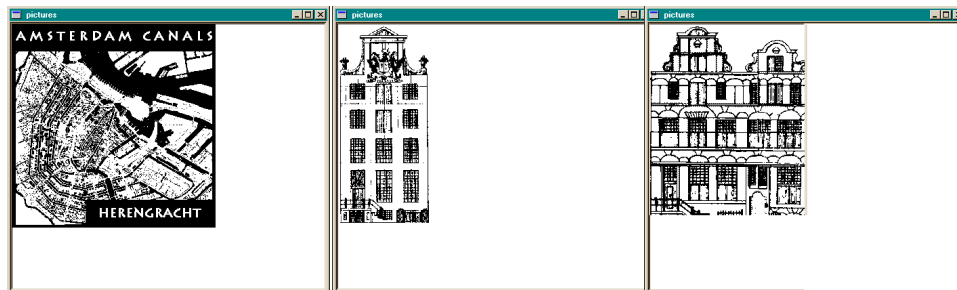 pictures
AMSTERDAM CANALS
HERENGRACHT
pictures
pictures